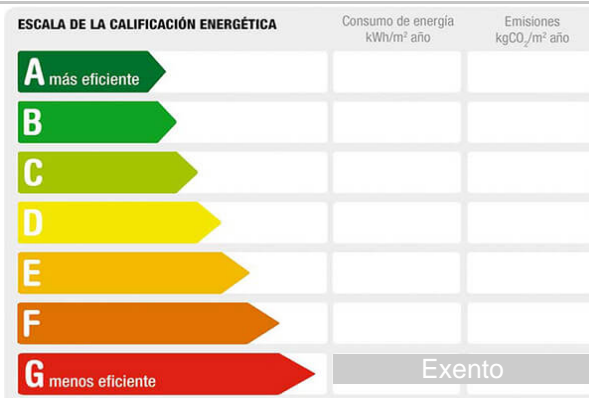 ESCALA DE LA CALIFICACIÓN ENERGÉTICA
Consumo de energía
kWh/m² año
Emisiones
kgCO₂/m² año
A más eficiente
B
C
D
E
F
G menos eficiente
Exento